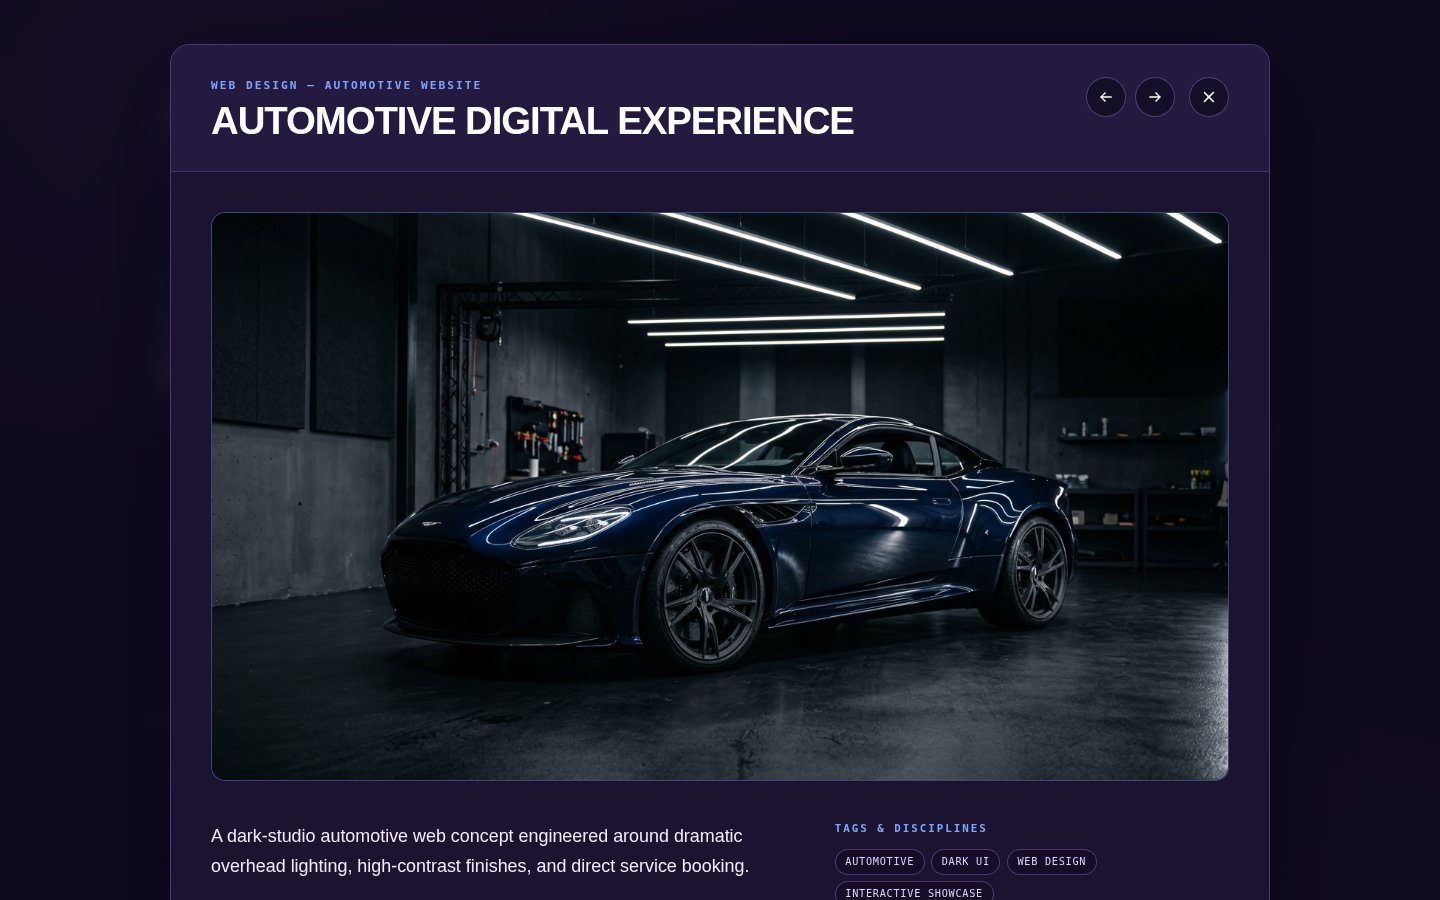 WEB DESIGN — AUTOMOTIVE WEBSITE
AUTOMOTIVE DIGITAL EXPERIENCE
A dark-studio automotive web concept engineered around dramatic
overhead lighting, high-contrast finishes, and direct service booking.
TAGS & DISCIPLINES
AUTOMOTIVE
DARK UI
WEB DESIGN
INTERACTIVE SHOWCASE